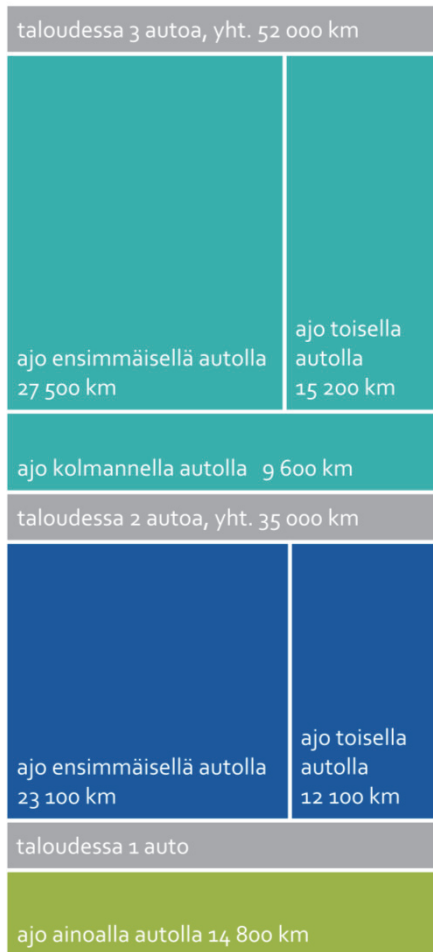 taloudessa 3 autoa, yht. 52 000 km
ajo ensimmäisellä autolla
27 500 km
ajo toisella
autolla
15 200 km
ajo kolmannella autolla 9 600 km
taloudessa 2 autoa, yht. 35 000 km
ajo ensimmäisellä autolla
23 100 km
ajo toisella
autolla
12 100 km
taloudessa 1 auto
ajo ainoalla autolla 14 800 km